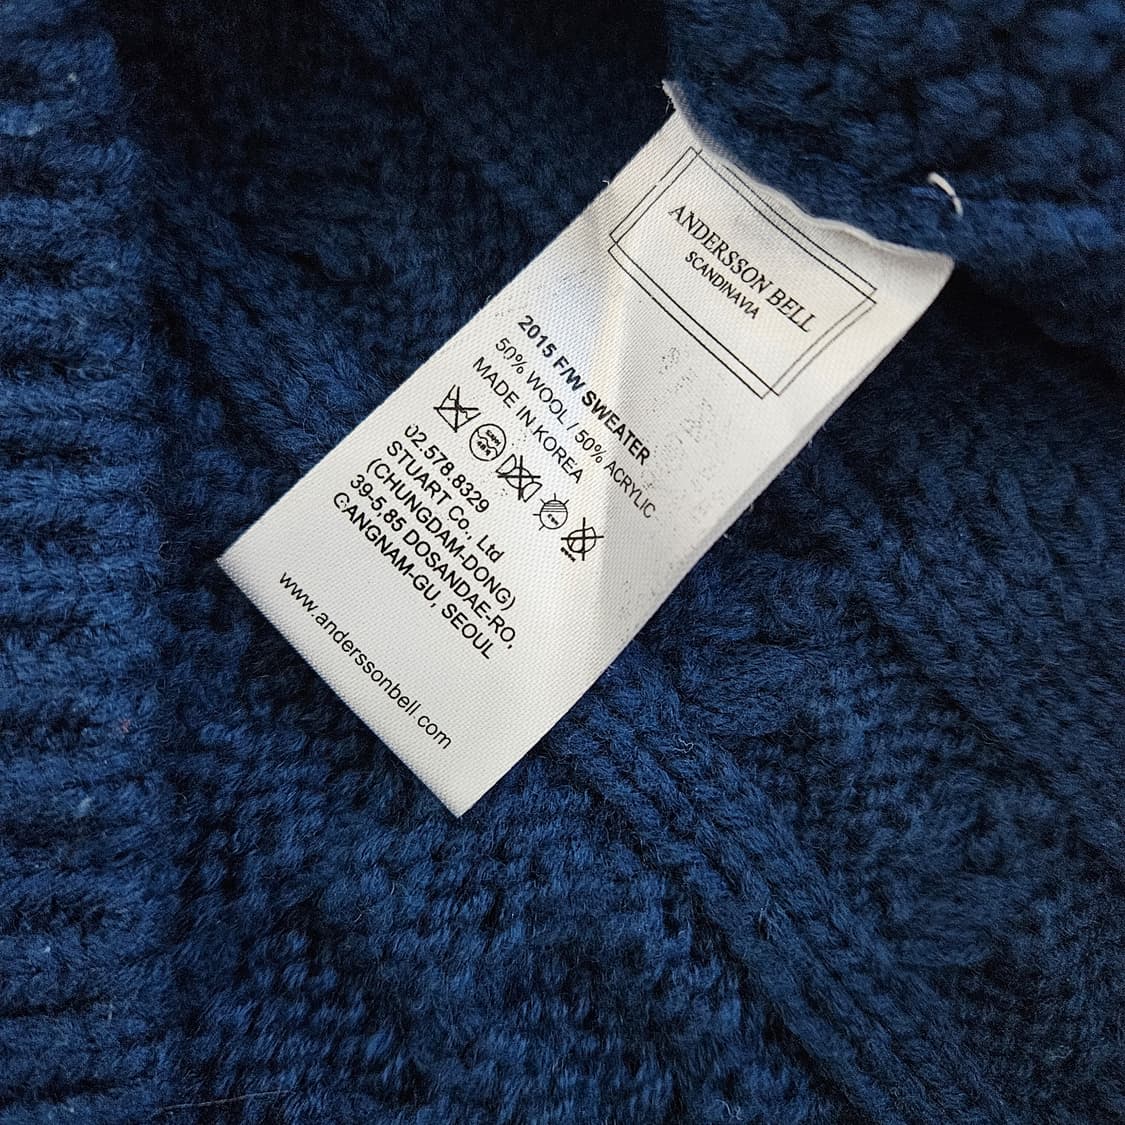 ANDERSSON BELL
SCANDINAVIA
2015 F/W SWEATER
50% WOOL / 50% ACRYLIC
MADE IN KOREA
02.578.8329
STUART Co., Ltd
(CHUNGDAM-DONG)
39-5,85 DOSANDAE-RO,
GANGNAM-GU, SEOUL
www.anderssonbell.com